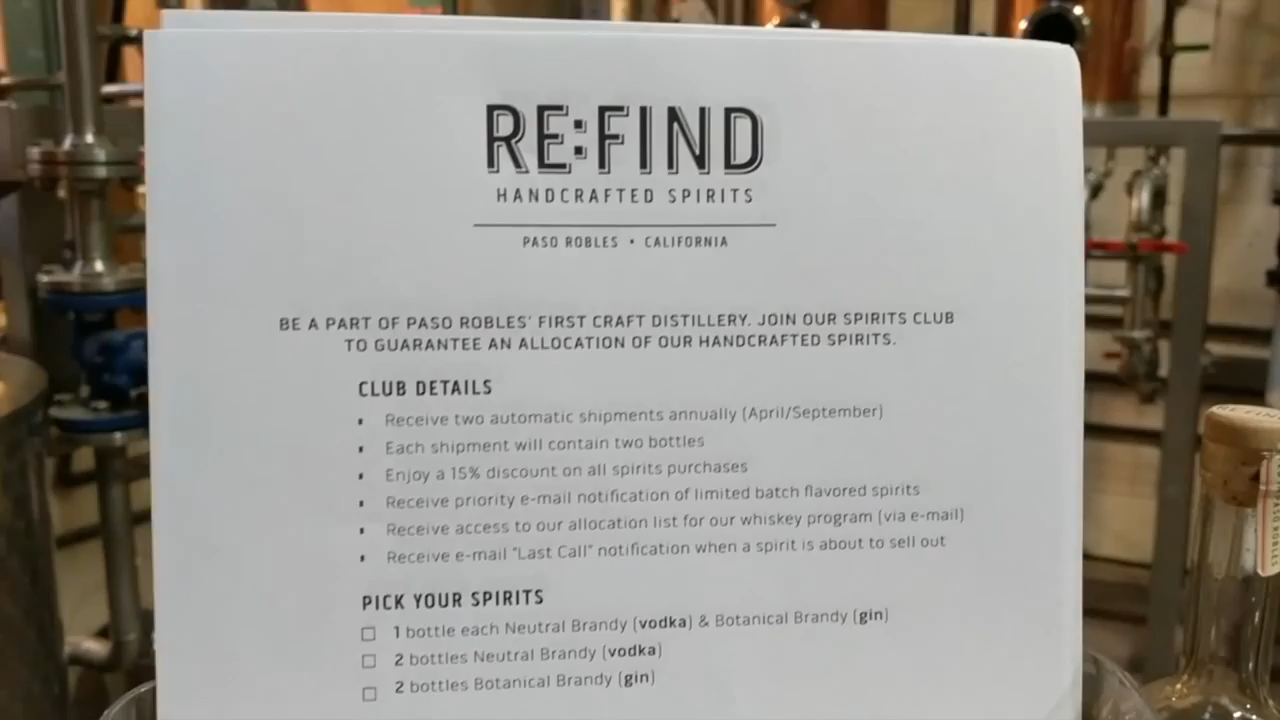 RE:FIND
HANDCRAFTED SPIRITS
PASO ROBLES • CALIFORNIA
BE A PART OF PASO ROBLES' FIRST CRAFT DISTILLERY. JOIN OUR SPIRITS CLUB
TO GUARANTEE AN ALLOCATION OF OUR HANDCRAFTED SPIRITS.
CLUB DETAILS
▪ Receive two automatic shipments annually (April/September)
▪ Each shipment will contain two bottles
▪ Enjoy a 15% discount on all spirits purchases
▪ Receive priority e-mail notification of limited batch flavored spirits
▪ Receive access to our allocation list for our whiskey program (via e-mail)
▪ Receive e-mail "Last Call" notification when a spirit is about to sell out
PICK YOUR SPIRITS
☐ 1 bottle each Neutral Brandy (vodka) & Botanical Brandy (gin)
☐ 2 bottles Neutral Brandy (vodka)
☐ 2 bottles Botanical Brandy (gin)